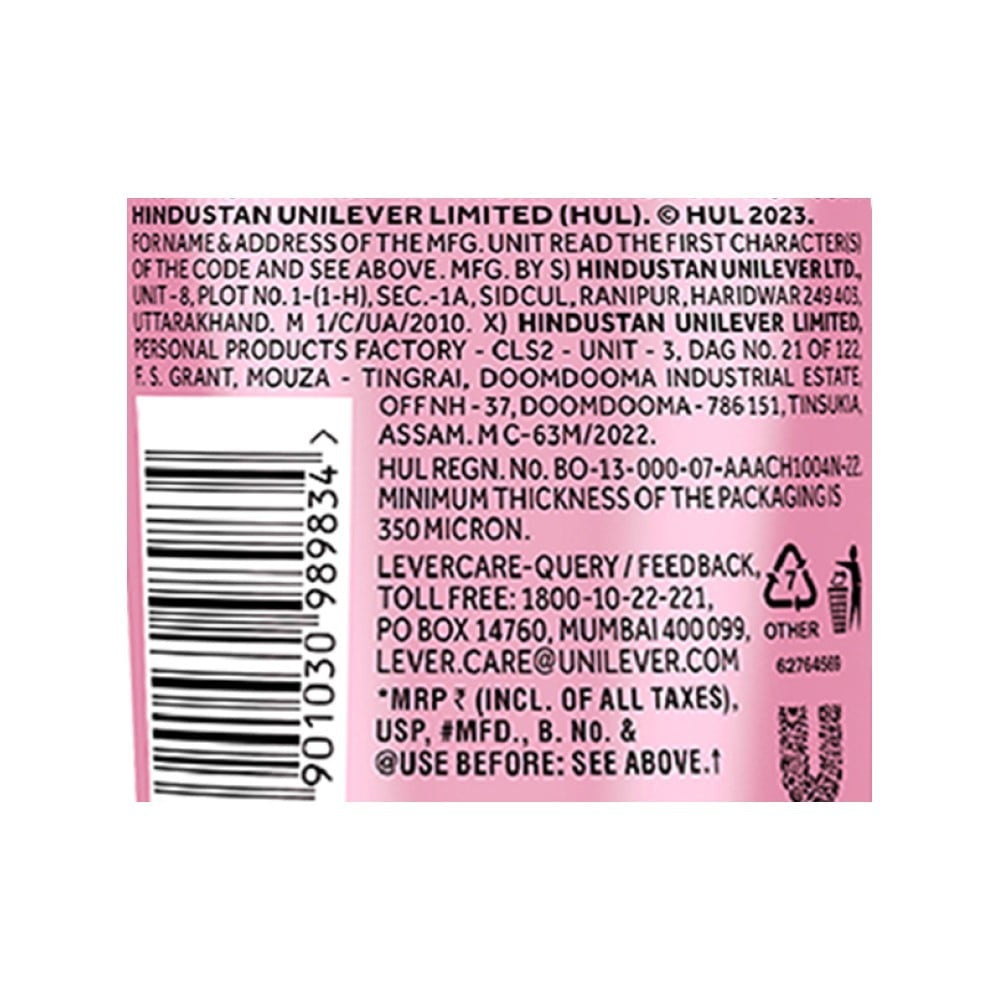 HINDUSTAN UNILEVER LIMITED (HUL). © HUL 2023.
FOR NAME & ADDRESS OF THE MFG. UNIT READ THE FIRST CHARACTER(S)
OF THE CODE AND SEE ABOVE. MFG. BY S) HINDUSTAN UNILEVER LTD.,
UNIT-8, PLOT NO. 1-(1-H), SEC.-1A, SIDCUL, RANIPUR, HARIDWAR 249 403,
UTTARAKHAND. M 1/C/UA/2010. X) HINDUSTAN UNILEVER LIMITED,
PERSONAL PRODUCTS FACTORY - CLS2 - UNIT - 3, DAG NO. 21 OF 122,
F. S. GRANT, MOUZA - TINGRAI, DOOMDOOMA INDUSTRIAL ESTATE,
OFF NH - 37, DOOMDOOMA - 786 151, TINSUKIA,
ASSAM. M C-63M/2022.
HUL REGN. No. BO-13-000-07-AAACH1004N-22.
MINIMUM THICKNESS OF THE PACKAGING IS
350 MICRON.
LEVERCARE-QUERY / FEEDBACK,
TOLL FREE: 1800-10-22-221,
PO BOX 14760, MUMBAI 400 099,
LEVER.CARE@UNILEVER.COM
*MRP ₹ (INCL. OF ALL TAXES),
USP, #MFD., B. No. &
@USE BEFORE: SEE ABOVE.↑
901030 989834 >
7
OTHER
62764569